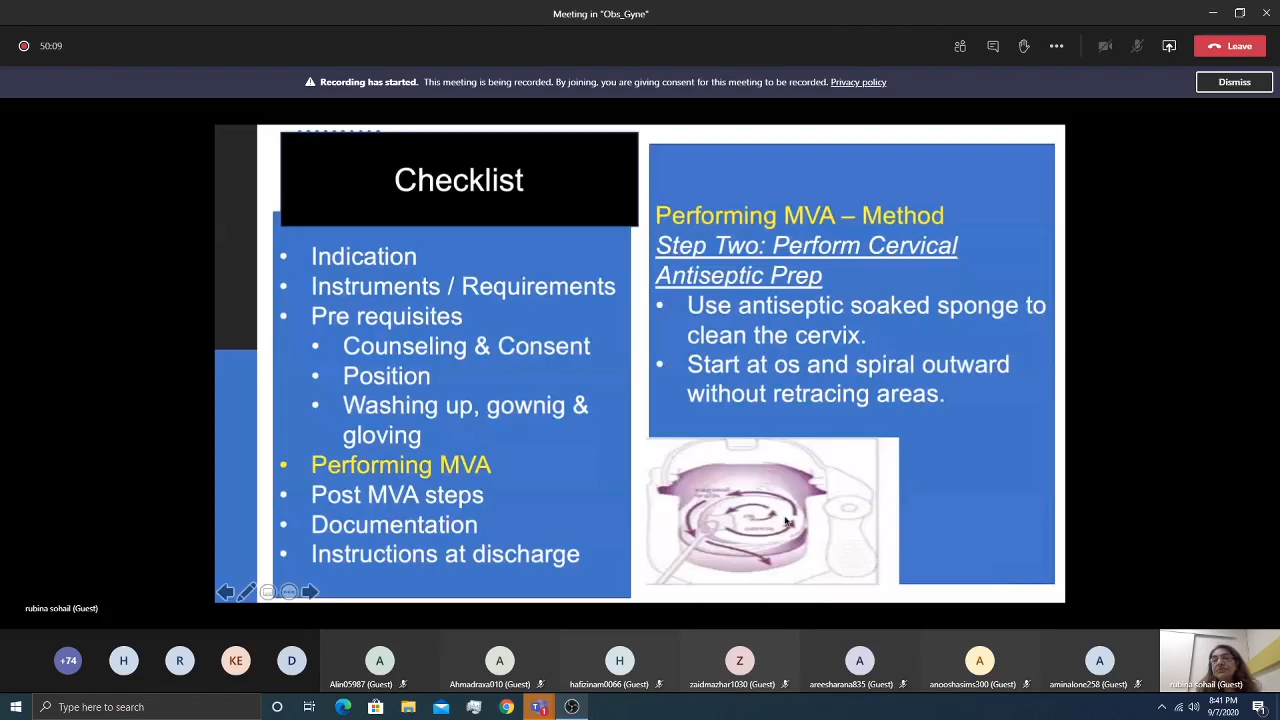 Meeting in "Obs_Gyne"
50:09
Leave
Recording has started. This meeting is being recorded. By joining, you are giving consent for this meeting to be recorded. Privacy policy
Dismiss
Checklist
• Indication
• Instruments / Requirements
• Pre requisites
• Counseling & Consent
• Position
• Washing up, gownig &
gloving
• Performing MVA
• Post MVA steps
• Documentation
• Instructions at discharge
Performing MVA – Method
Step Two: Perform Cervical
Antiseptic Prep
• Use antiseptic soaked sponge to
clean the cervix.
• Start at os and spiral outward
without retracing areas.
rubina sohail (Guest)
+74
H
R
KE
D
A
A
H
Z
A
A
A
Alin05987 (Guest)
Ahmadraxa010 (Guest)
hafizinam0066 (Guest)
zaidmazhar1030 (Guest)
areesharana835 (Guest)
anooshasims300 (Guest)
aminalone258 (Guest)
rubina sohail (Guest)
Type here to search
8:41 PM
9/7/2020